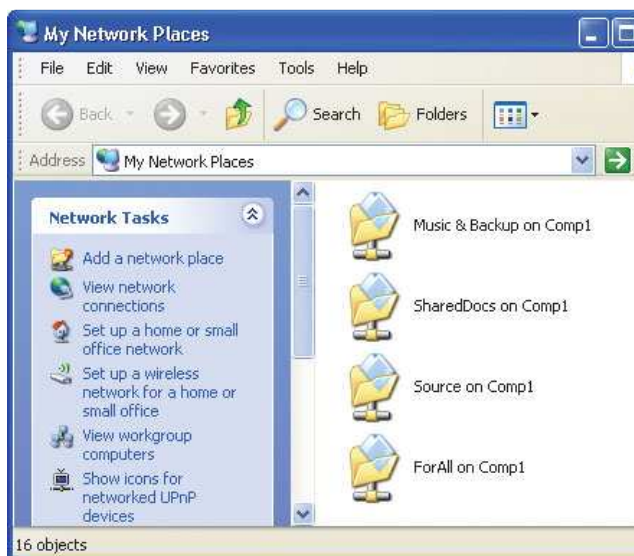 My Network Places
File Edit View Favorites Tools Help
Back Search Folders
Address My Network Places
Network Tasks
Add a network place
View network
connections
Set up a home or small
office network
Set up a wireless
network for a home or
small office
View workgroup
computers
Show icons for
networked UPnP
devices
Music & Backup on Comp1
SharedDocs on Comp1
Source on Comp1
ForAll on Comp1
16 objects